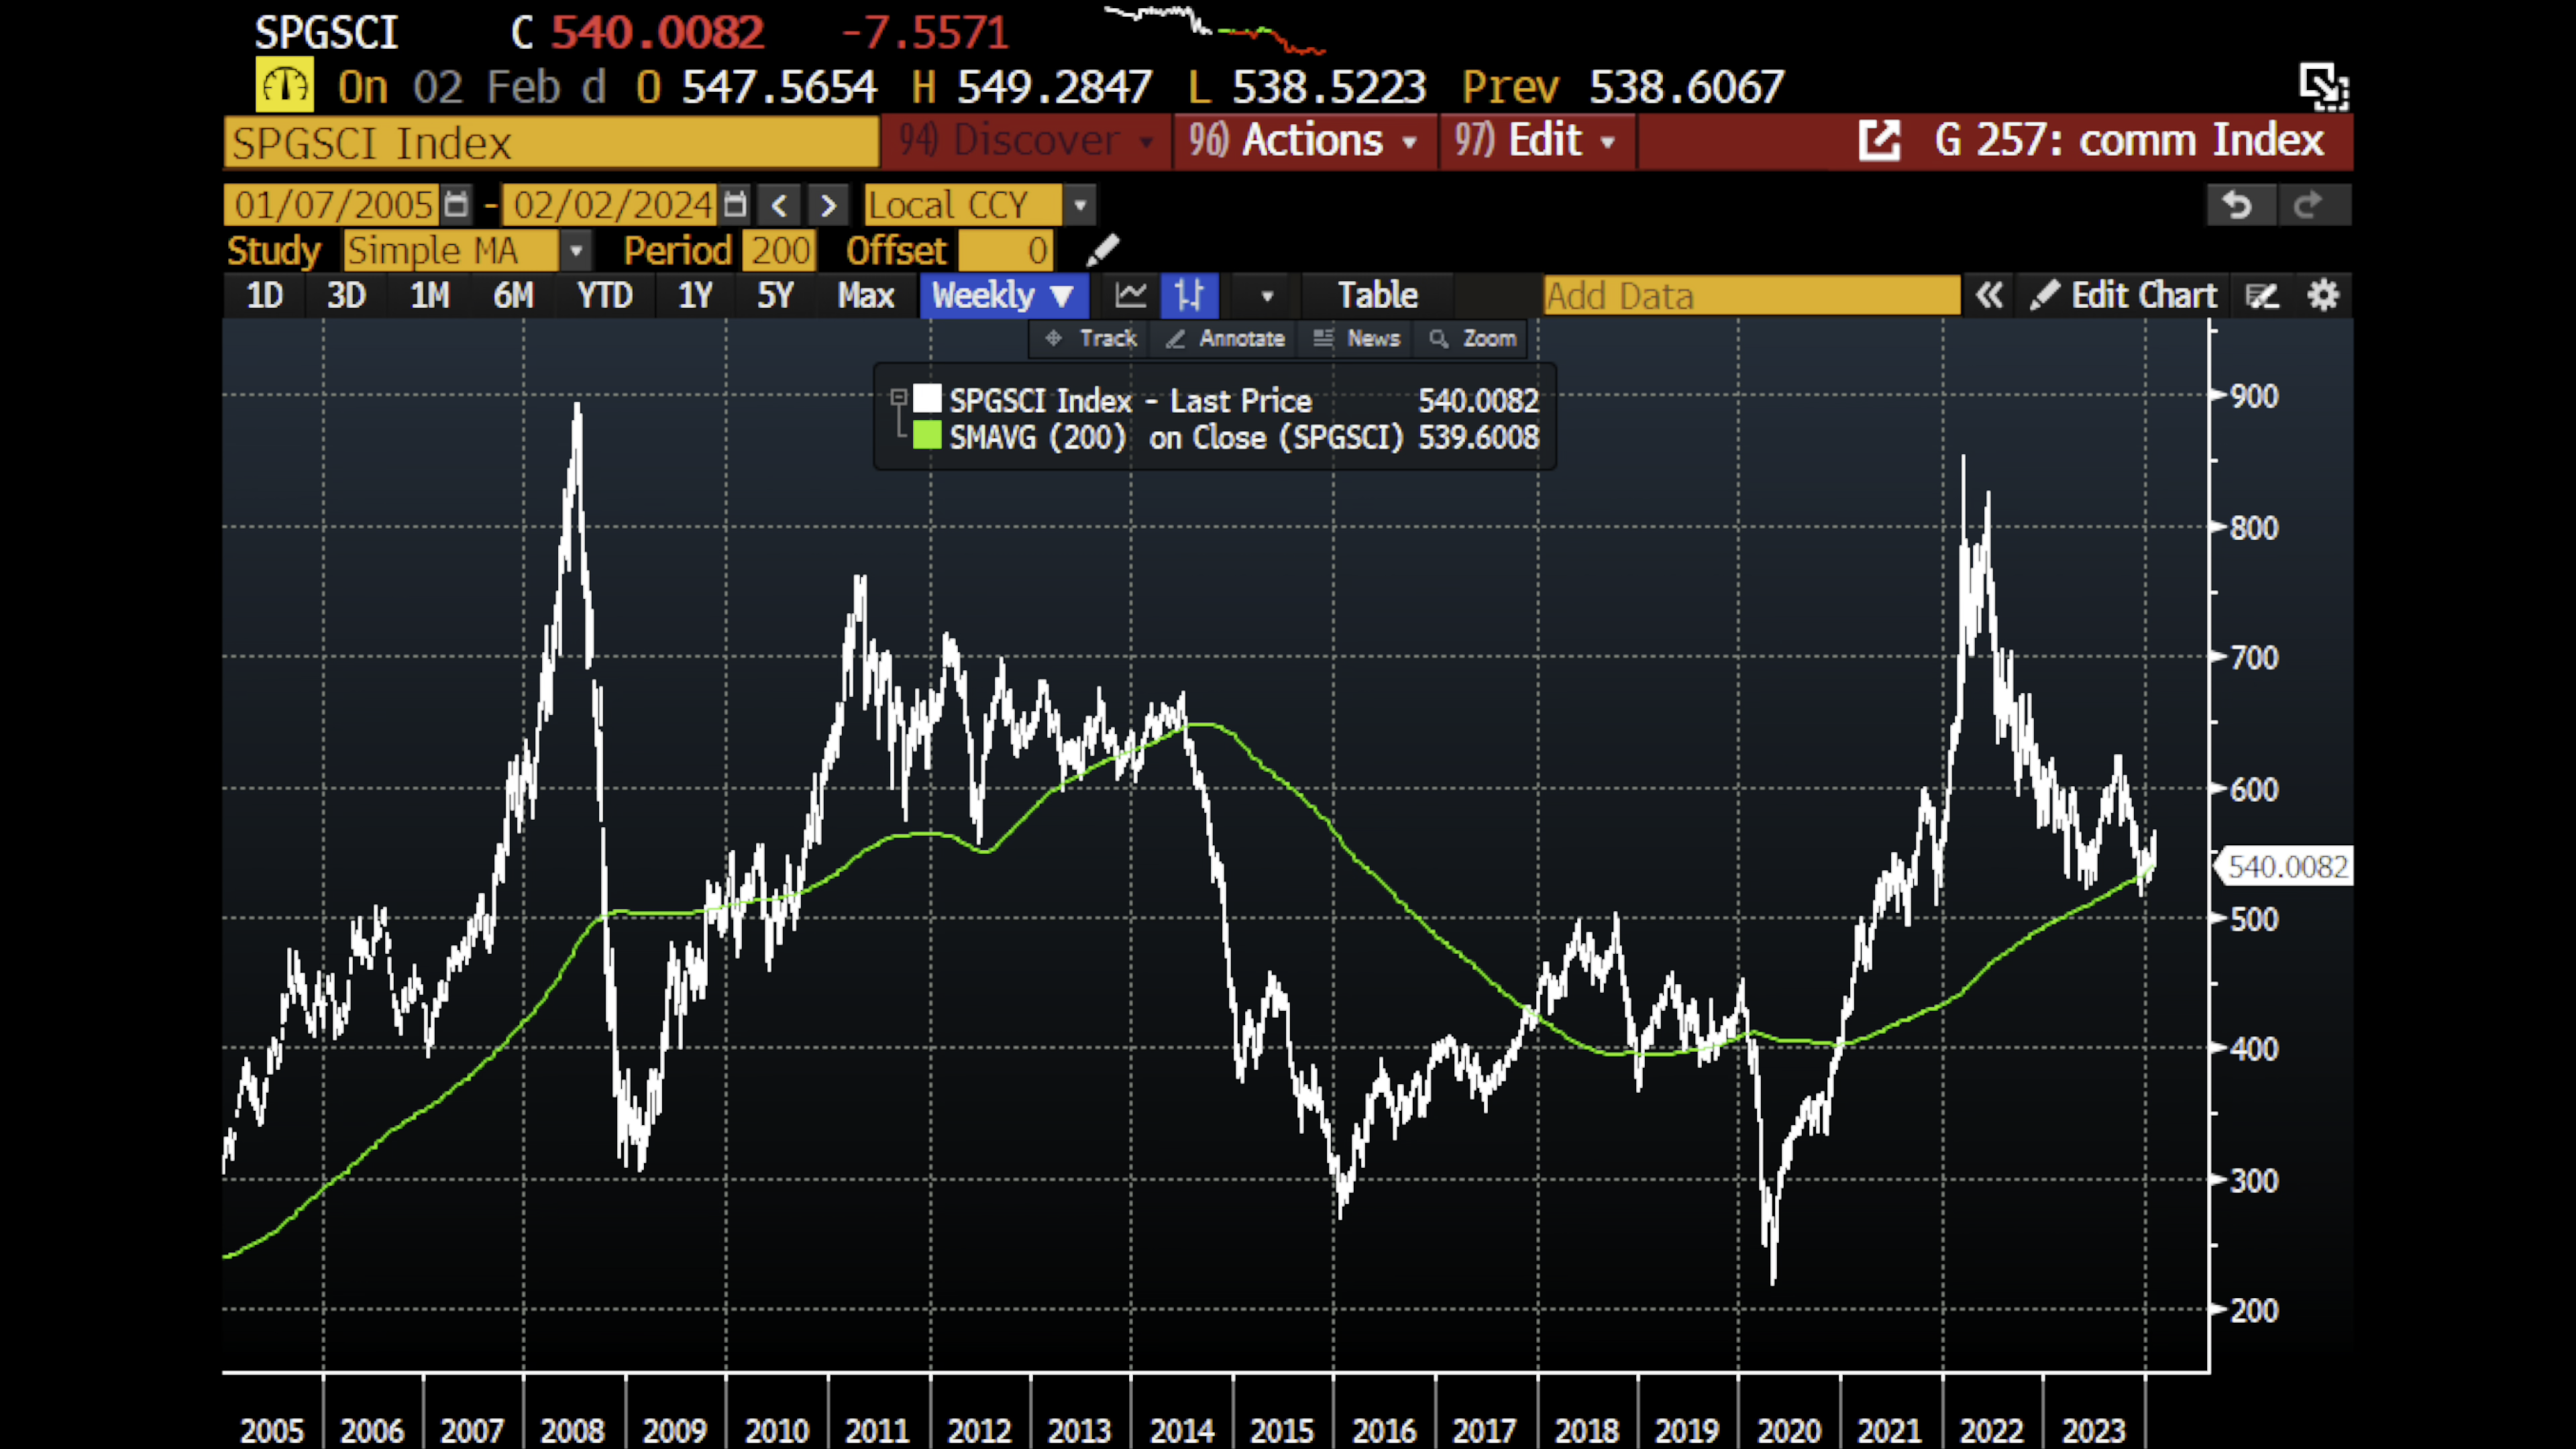 SPGSCI C 540.0082 -7.5571
On 02 Feb d O 547.5654 H 549.2847 L 538.5223 Prev 538.6067
SPGSCI Index 94) Discover 96) Actions 97) Edit G 257: comm Index
01/07/2005 - 02/02/2024 Local CCY
Study Simple MA Period 200 Offset 0
1D 3D 1M 6M YTD 1Y 5Y Max Weekly Table Add Data Edit Chart
Track Annotate News Zoom
SPGSCI Index - Last Price 540.0082
SMAVG (200) on Close (SPGSCI) 539.6008
900
800
700
600
540.0082
500
400
300
200
2005 2006 2007 2008 2009 2010 2011 2012 2013 2014 2015 2016 2017 2018 2019 2020 2021 2022 2023